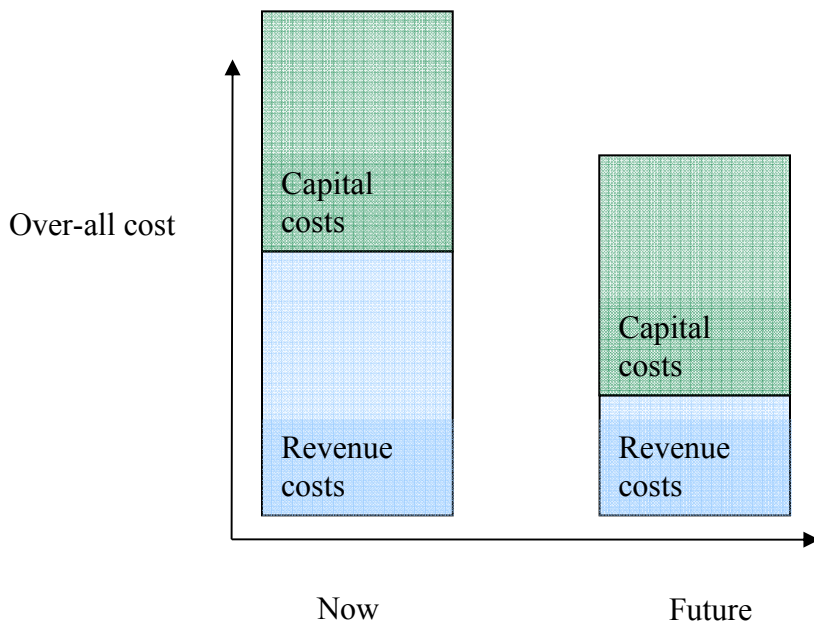 Capital
costs
Over-all cost
Capital
costs
Revenue
costs
Revenue
costs
Now
Future